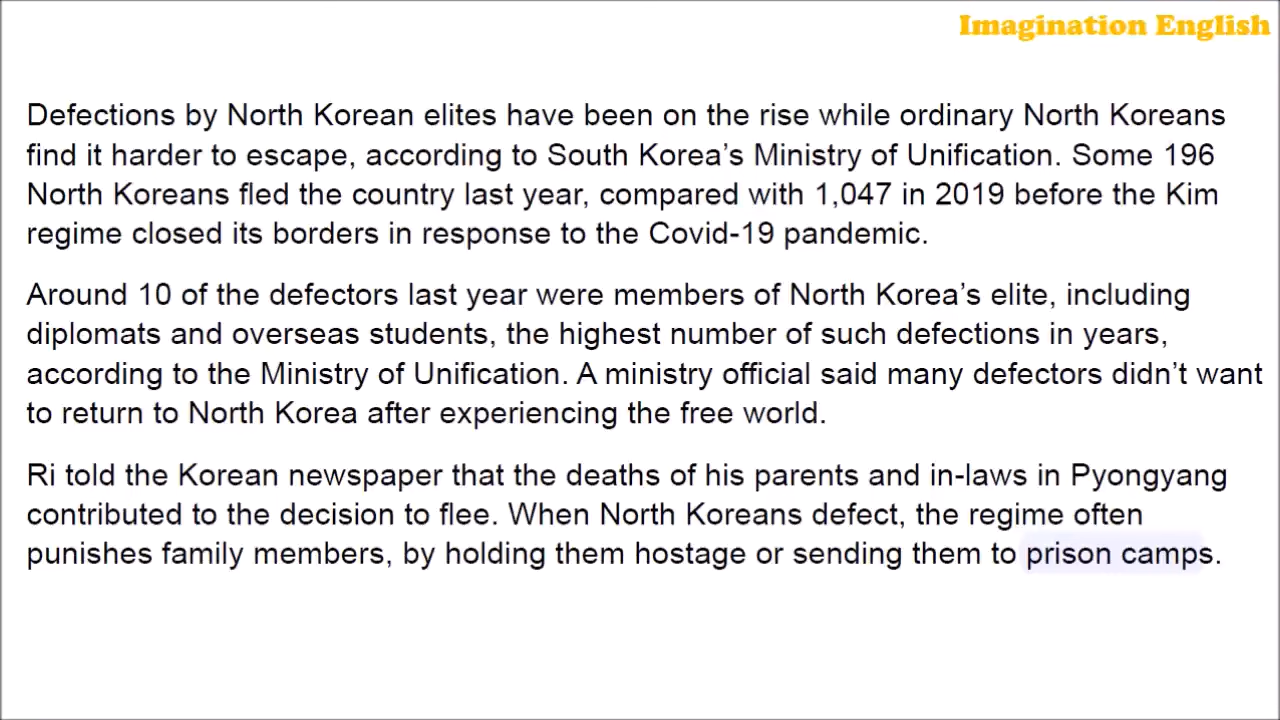 Imagination English
Defections by North Korean elites have been on the rise while ordinary North Koreans
find it harder to escape, according to South Korea's Ministry of Unification. Some 196
North Koreans fled the country last year, compared with 1,047 in 2019 before the Kim
regime closed its borders in response to the Covid-19 pandemic.
Around 10 of the defectors last year were members of North Korea's elite, including
diplomats and overseas students, the highest number of such defections in years,
according to the Ministry of Unification. A ministry official said many defectors didn't want
to return to North Korea after experiencing the free world.
Ri told the Korean newspaper that the deaths of his parents and in-laws in Pyongyang
contributed to the decision to flee. When North Koreans defect, the regime often
punishes family members, by holding them hostage or sending them to prison camps.